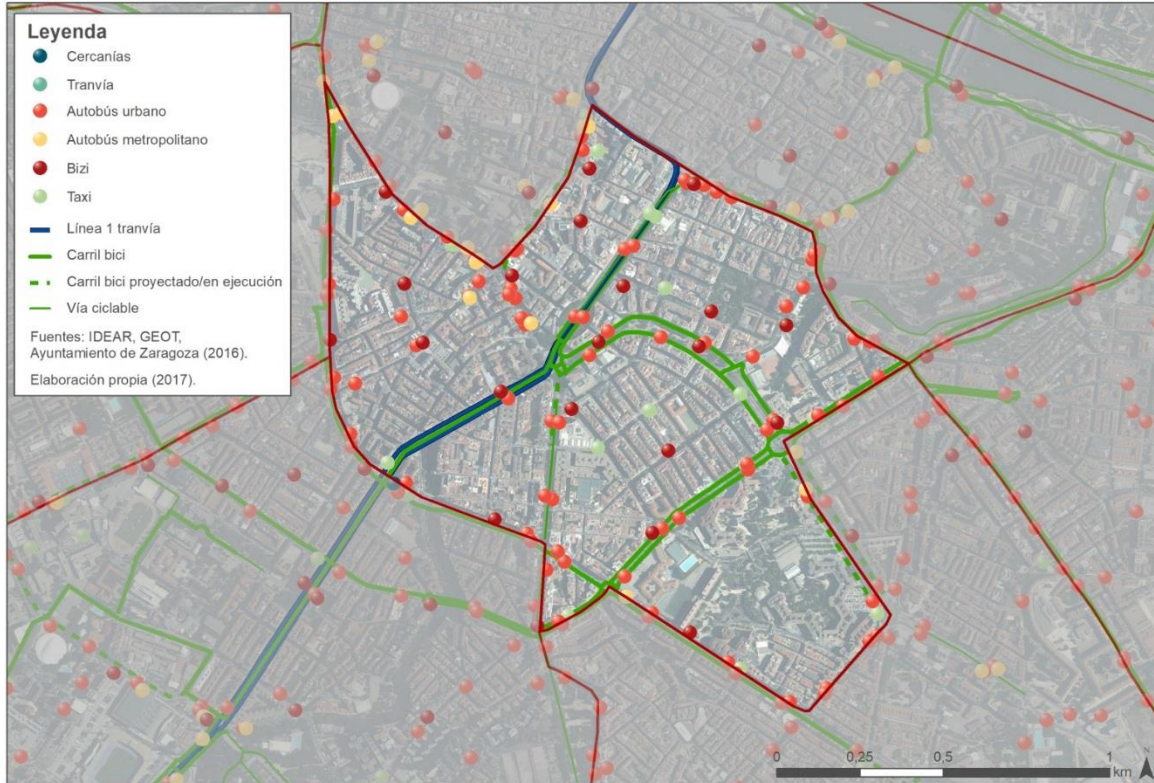 Leyenda
Cercanías
Tranvía
Autobús urbano
Autobús metropolitano
Bizi
Taxi
Línea 1 tranvía
Carril bici
Carril bici proyectado/en ejecución
Vía ciclable
Fuentes: IDEAR, GEOT,
Ayuntamiento de Zaragoza (2016).
Elaboración propia (2017).
0 0,25 0,5 1
km
N